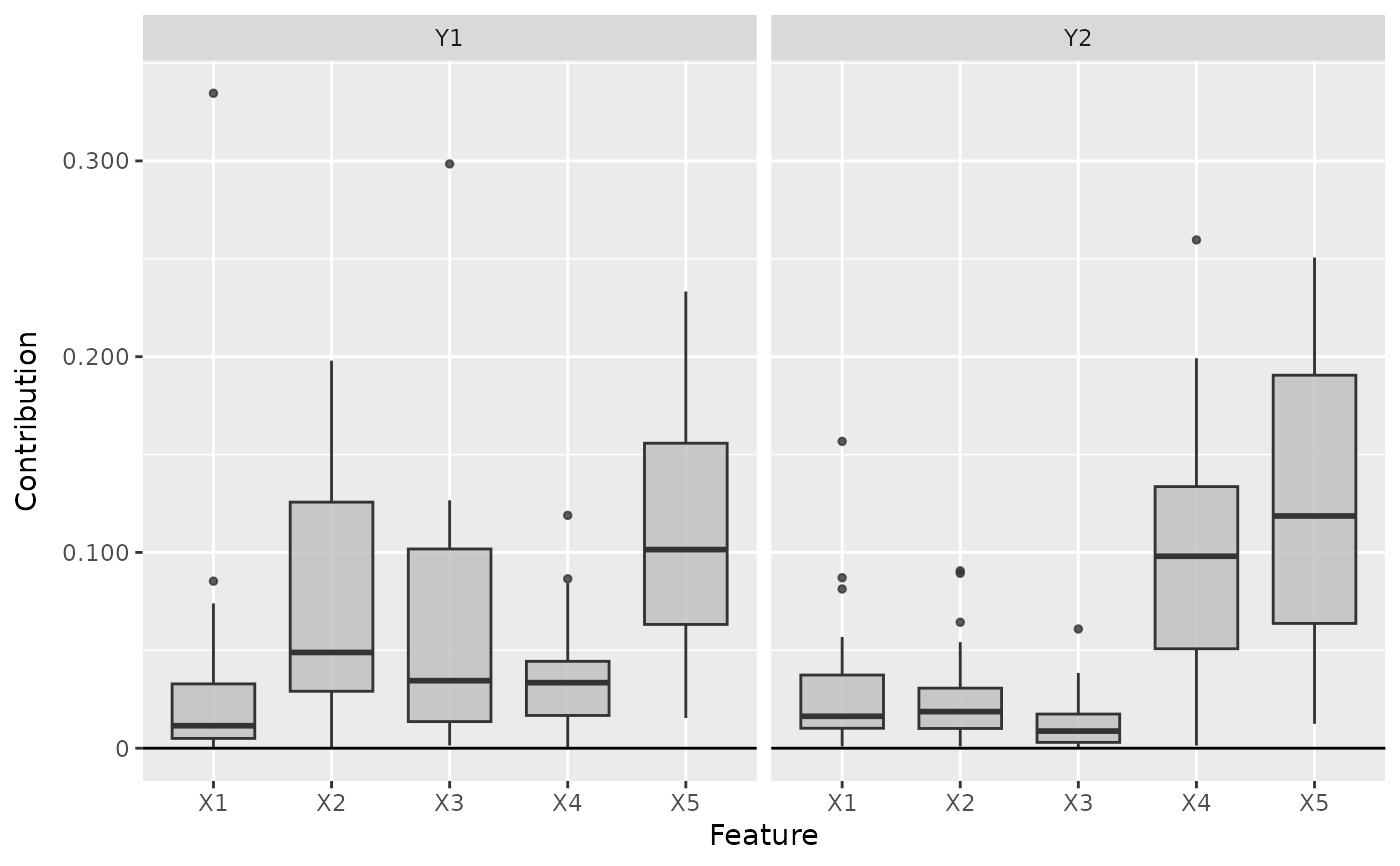 Y1
Y2
Contribution
0.300
0.200
0.100
0
X1 X2 X3 X4 X5
X1 X2 X3 X4 X5
Feature